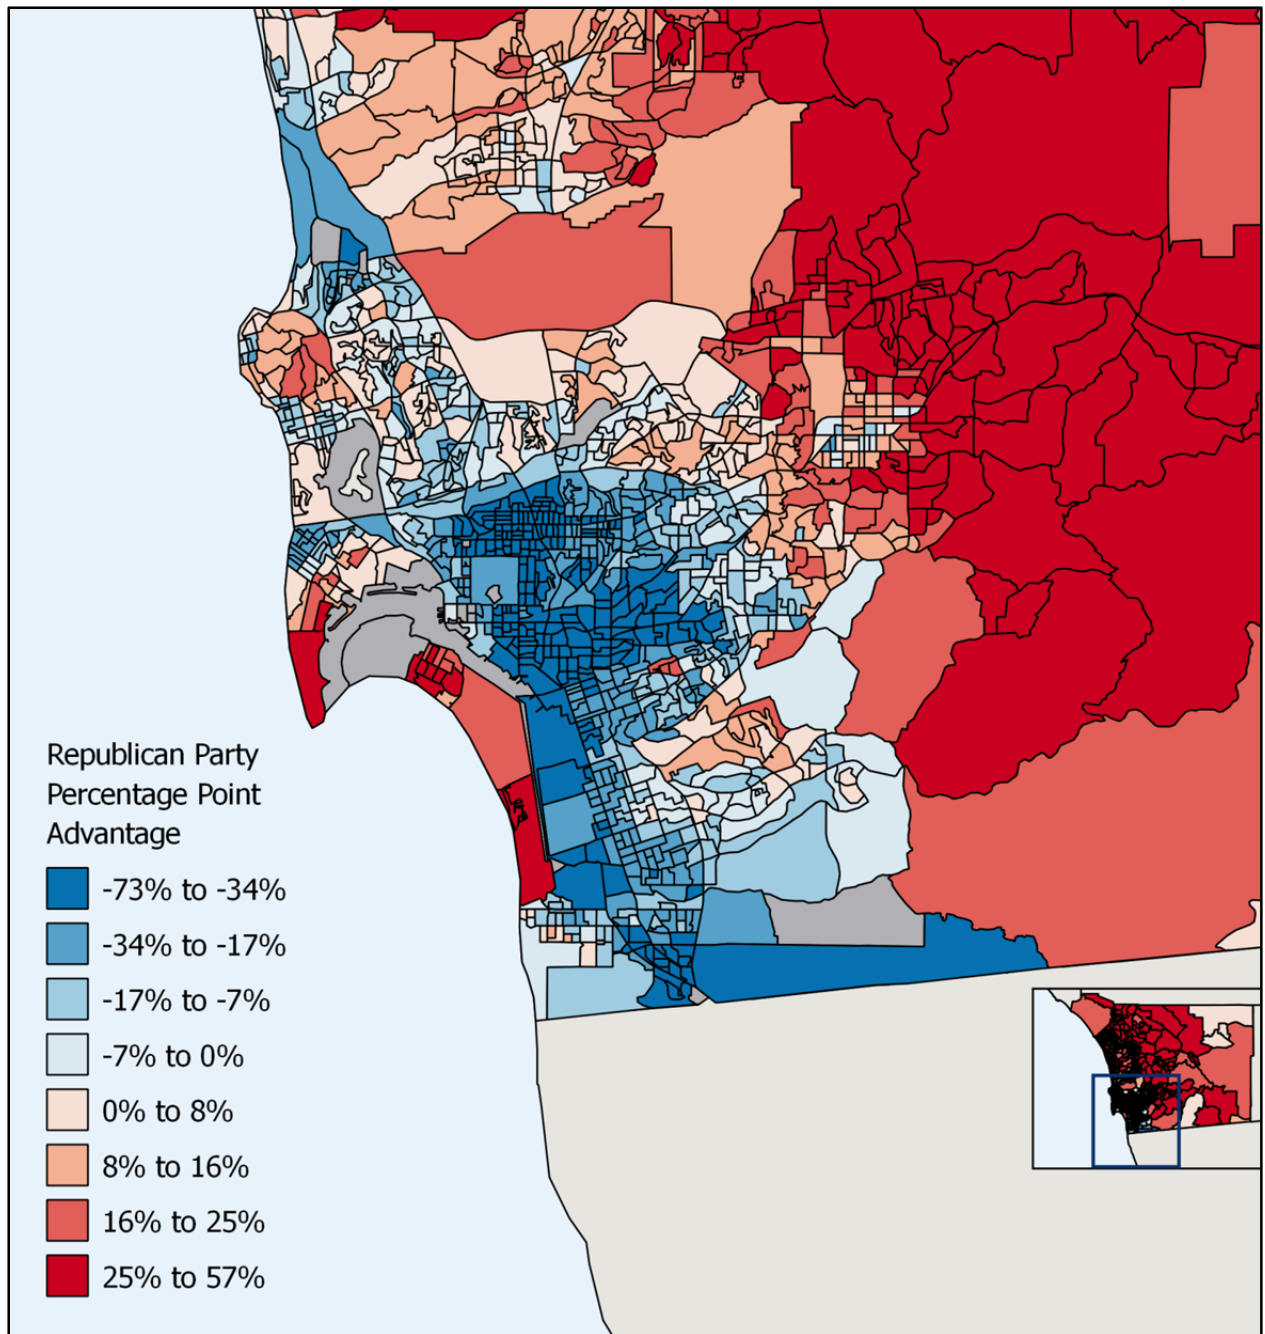 Republican Party
Percentage Point
Advantage
-73% to -34%
-34% to -17%
-17% to -7%
-7% to 0%
0% to 8%
8% to 16%
16% to 25%
25% to 57%